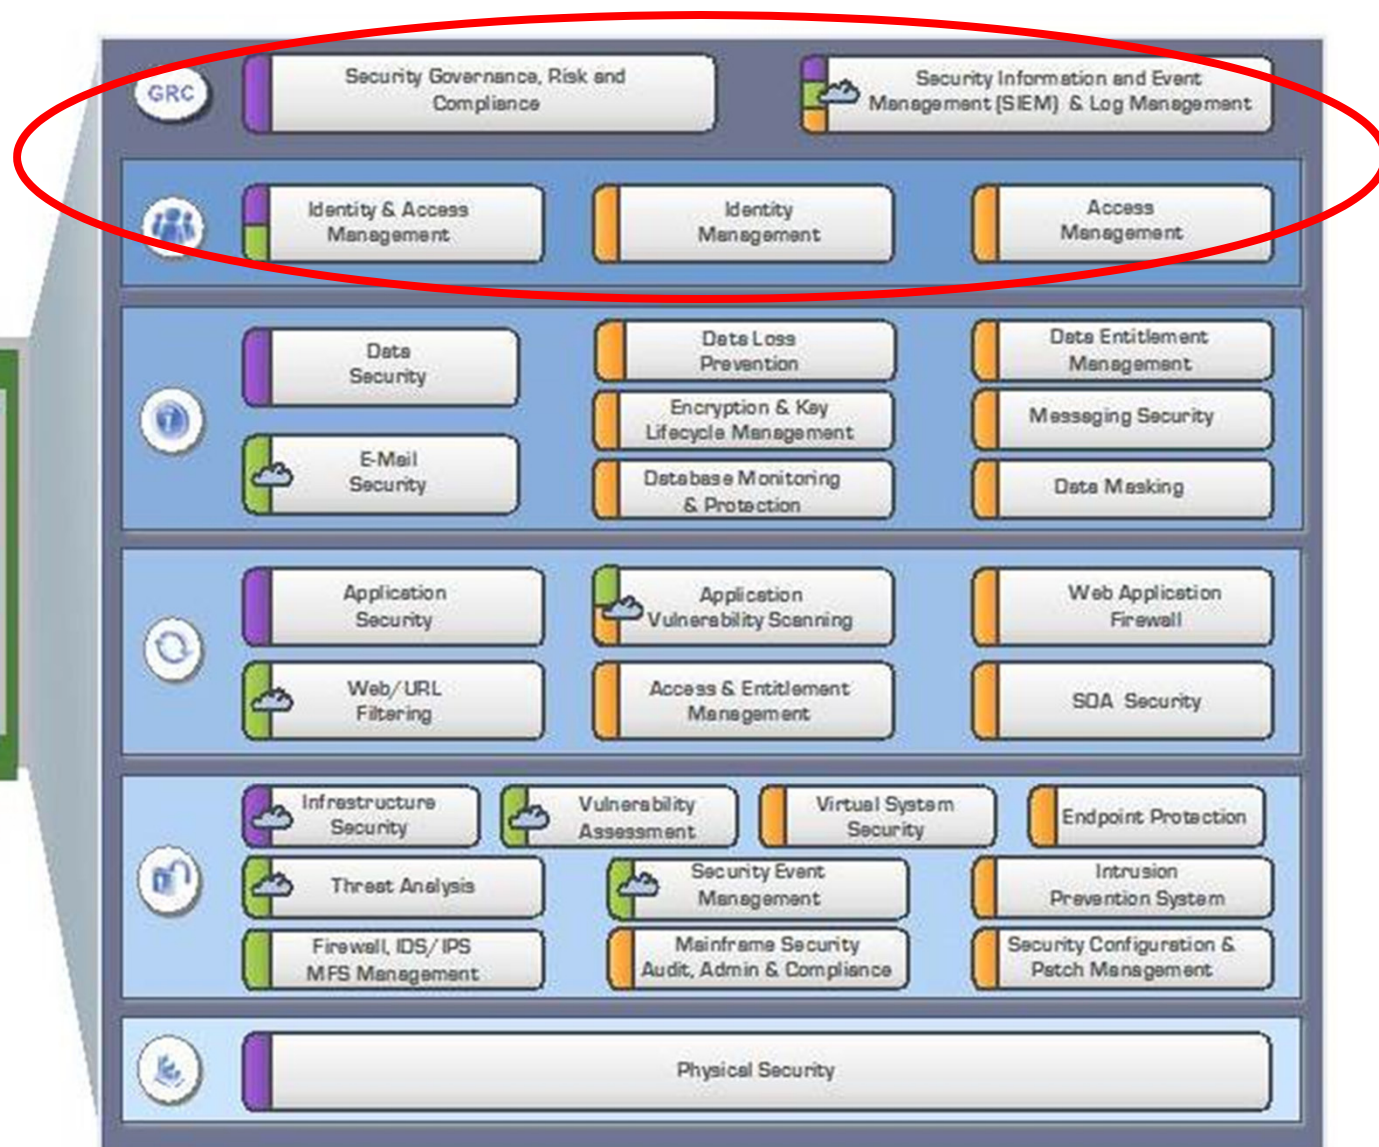 GRC
Security Governance, Risk and
Compliance
Security Information and Event
Management (SIEM) & Log Management
Identity & Access
Management
Identity
Management
Access
Management
Data
Security
Data Loss
Prevention
Data Entitlement
Management
Encryption & Key
Lifecycle Management
Messaging Security
E-Mail
Security
Database Monitoring
& Protection
Data Masking
Application
Security
Application
Vulnerability Scanning
Web Application
Firewall
Web/URL
Filtering
Access & Entitlement
Management
SOA Security
Infrastructure
Security
Vulnerability
Assessment
Virtual System
Security
Endpoint Protection
Threat Analysis
Security Event
Management
Intrusion
Prevention System
Firewall, IDS/IPS
MFS Management
Mainframe Security
Audit, Admin & Compliance
Security Configuration &
Patch Management
Physical Security